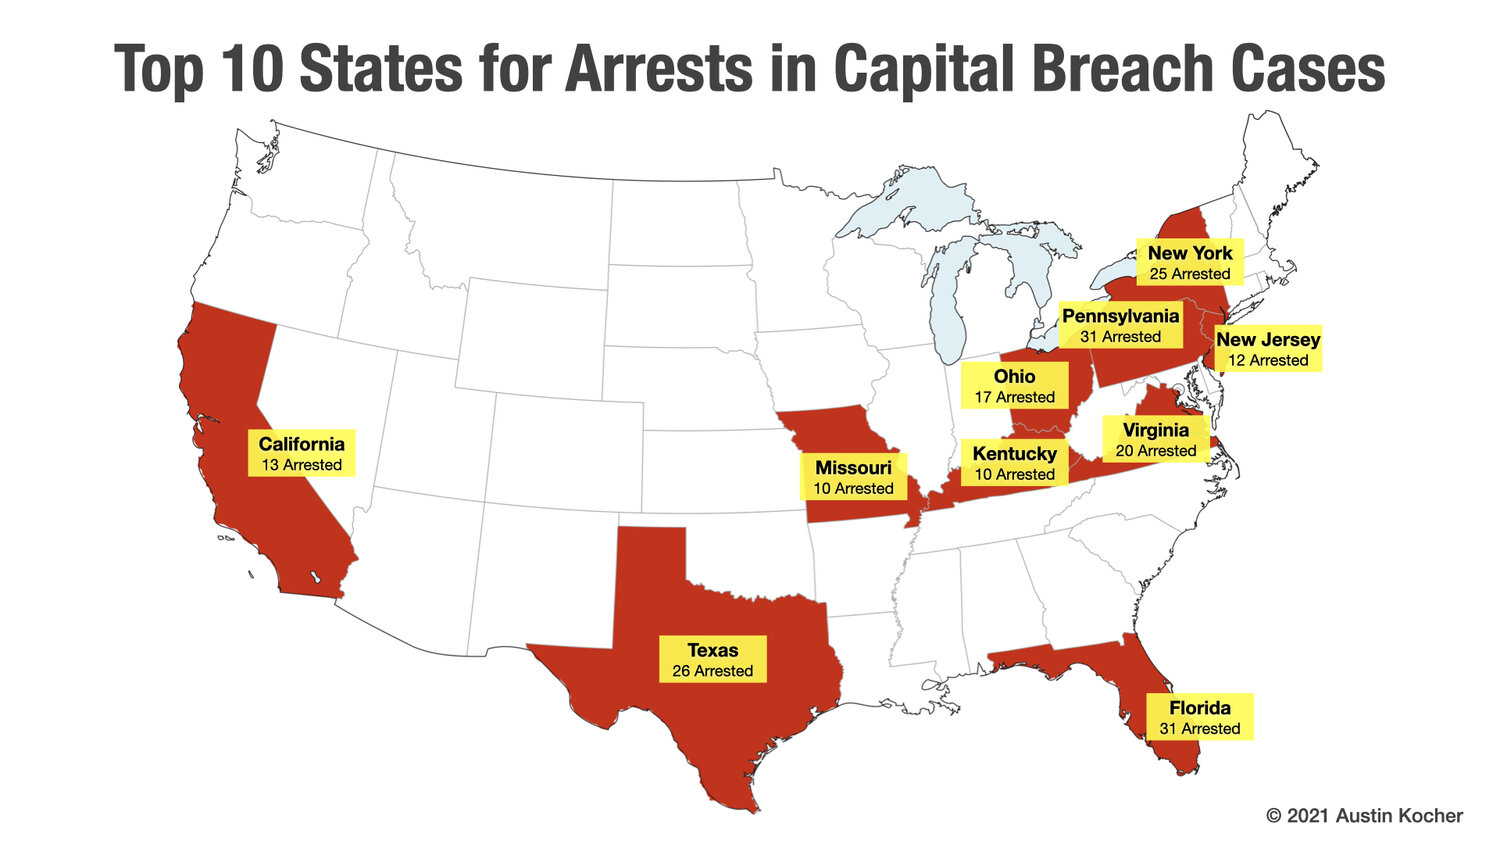 Top 10 States for Arrests in Capital Breach Cases
New York
25 Arrested
Pennsylvania
31 Arrested
New Jersey
12 Arrested
Ohio
17 Arrested
Virginia
20 Arrested
California
13 Arrested
Kentucky
10 Arrested
Missouri
10 Arrested
Texas
26 Arrested
Florida
31 Arrested
© 2021 Austin Kocher